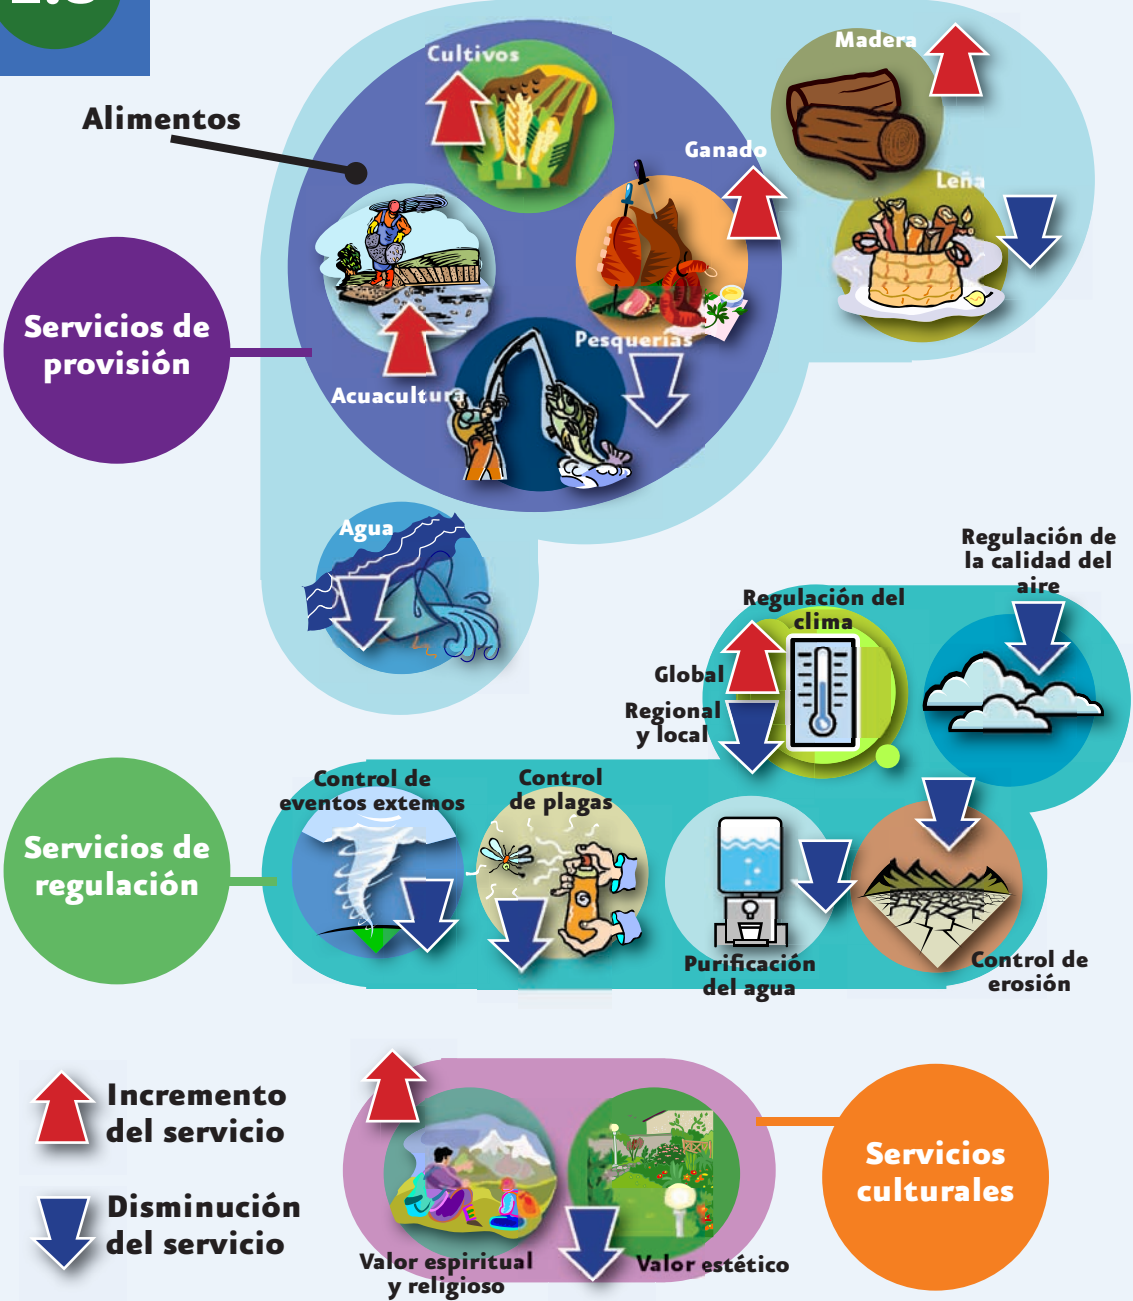 Cultivos
Madera
Alimentos
Ganado
Leña
Servicios de
provisión
Pesquerías
Acuacultura
Agua
Regulación de
la calidad del
aire
Regulación del
clima
Global
Regional
y local
Control de
eventos extemos
Control
de plagas
Servicios de
regulación
Purificación
del agua
Control de
erosión
Incremento
del servicio
Disminución
del servicio
Servicios
culturales
Valor espiritual
y religioso
Valor estético